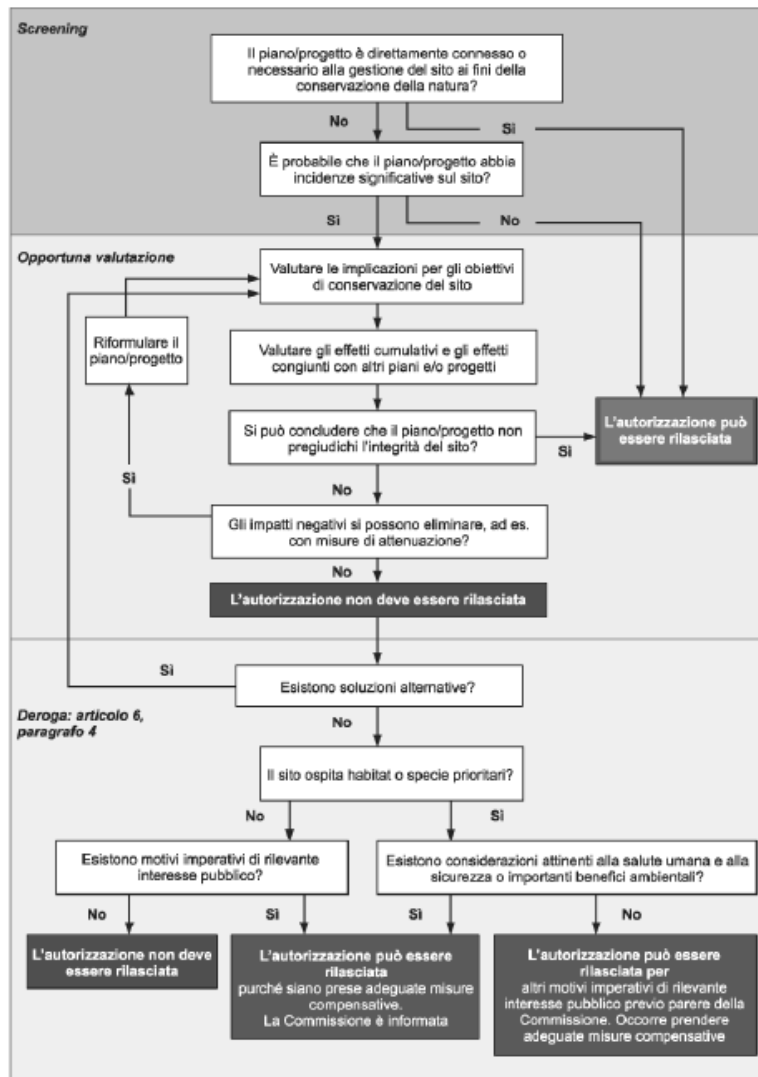 Screening
Il piano/progetto è direttamente connesso o
necessario alla gestione del sito ai fini della
conservazione della natura?
No
Sì
È probabile che il piano/progetto abbia
incidenze significative sul sito?
Sì
No
Opportuna valutazione
Valutare le implicazioni per gli obiettivi
di conservazione del sito
Riformulare il
piano/progetto
Valutare gli effetti cumulativi e gli effetti
congiunti con altri piani e/o progetti
L'autorizzazione può
essere rilasciata
Si può concludere che il piano/progetto non
pregiudichi l'integrità del sito?
Sì
Sì
No
Gli impatti negativi si possono eliminare, ad es.
con misure di attenuazione?
No
L'autorizzazione non deve essere rilasciata
Sì
Esistono soluzioni alternative?
Deroga: articolo 6,
paragrafo 4
No
Il sito ospita habitat o specie prioritari?
No
Sì
Esistono motivi imperativi di rilevante
interesse pubblico?
Esistono considerazioni attinenti alla salute umana e alla
sicurezza o importanti benefici ambientali?
No
Sì
Sì
No
L'autorizzazione non deve
essere rilasciata
L'autorizzazione può essere
rilasciata
purché siano prese adeguate misure
compensative.
La Commissione è informata
L'autorizzazione può essere
rilasciata per
altri motivi imperativi di rilevante
interesse pubblico previo parere della
Commissione. Occorre prendere
adeguate misure compensative